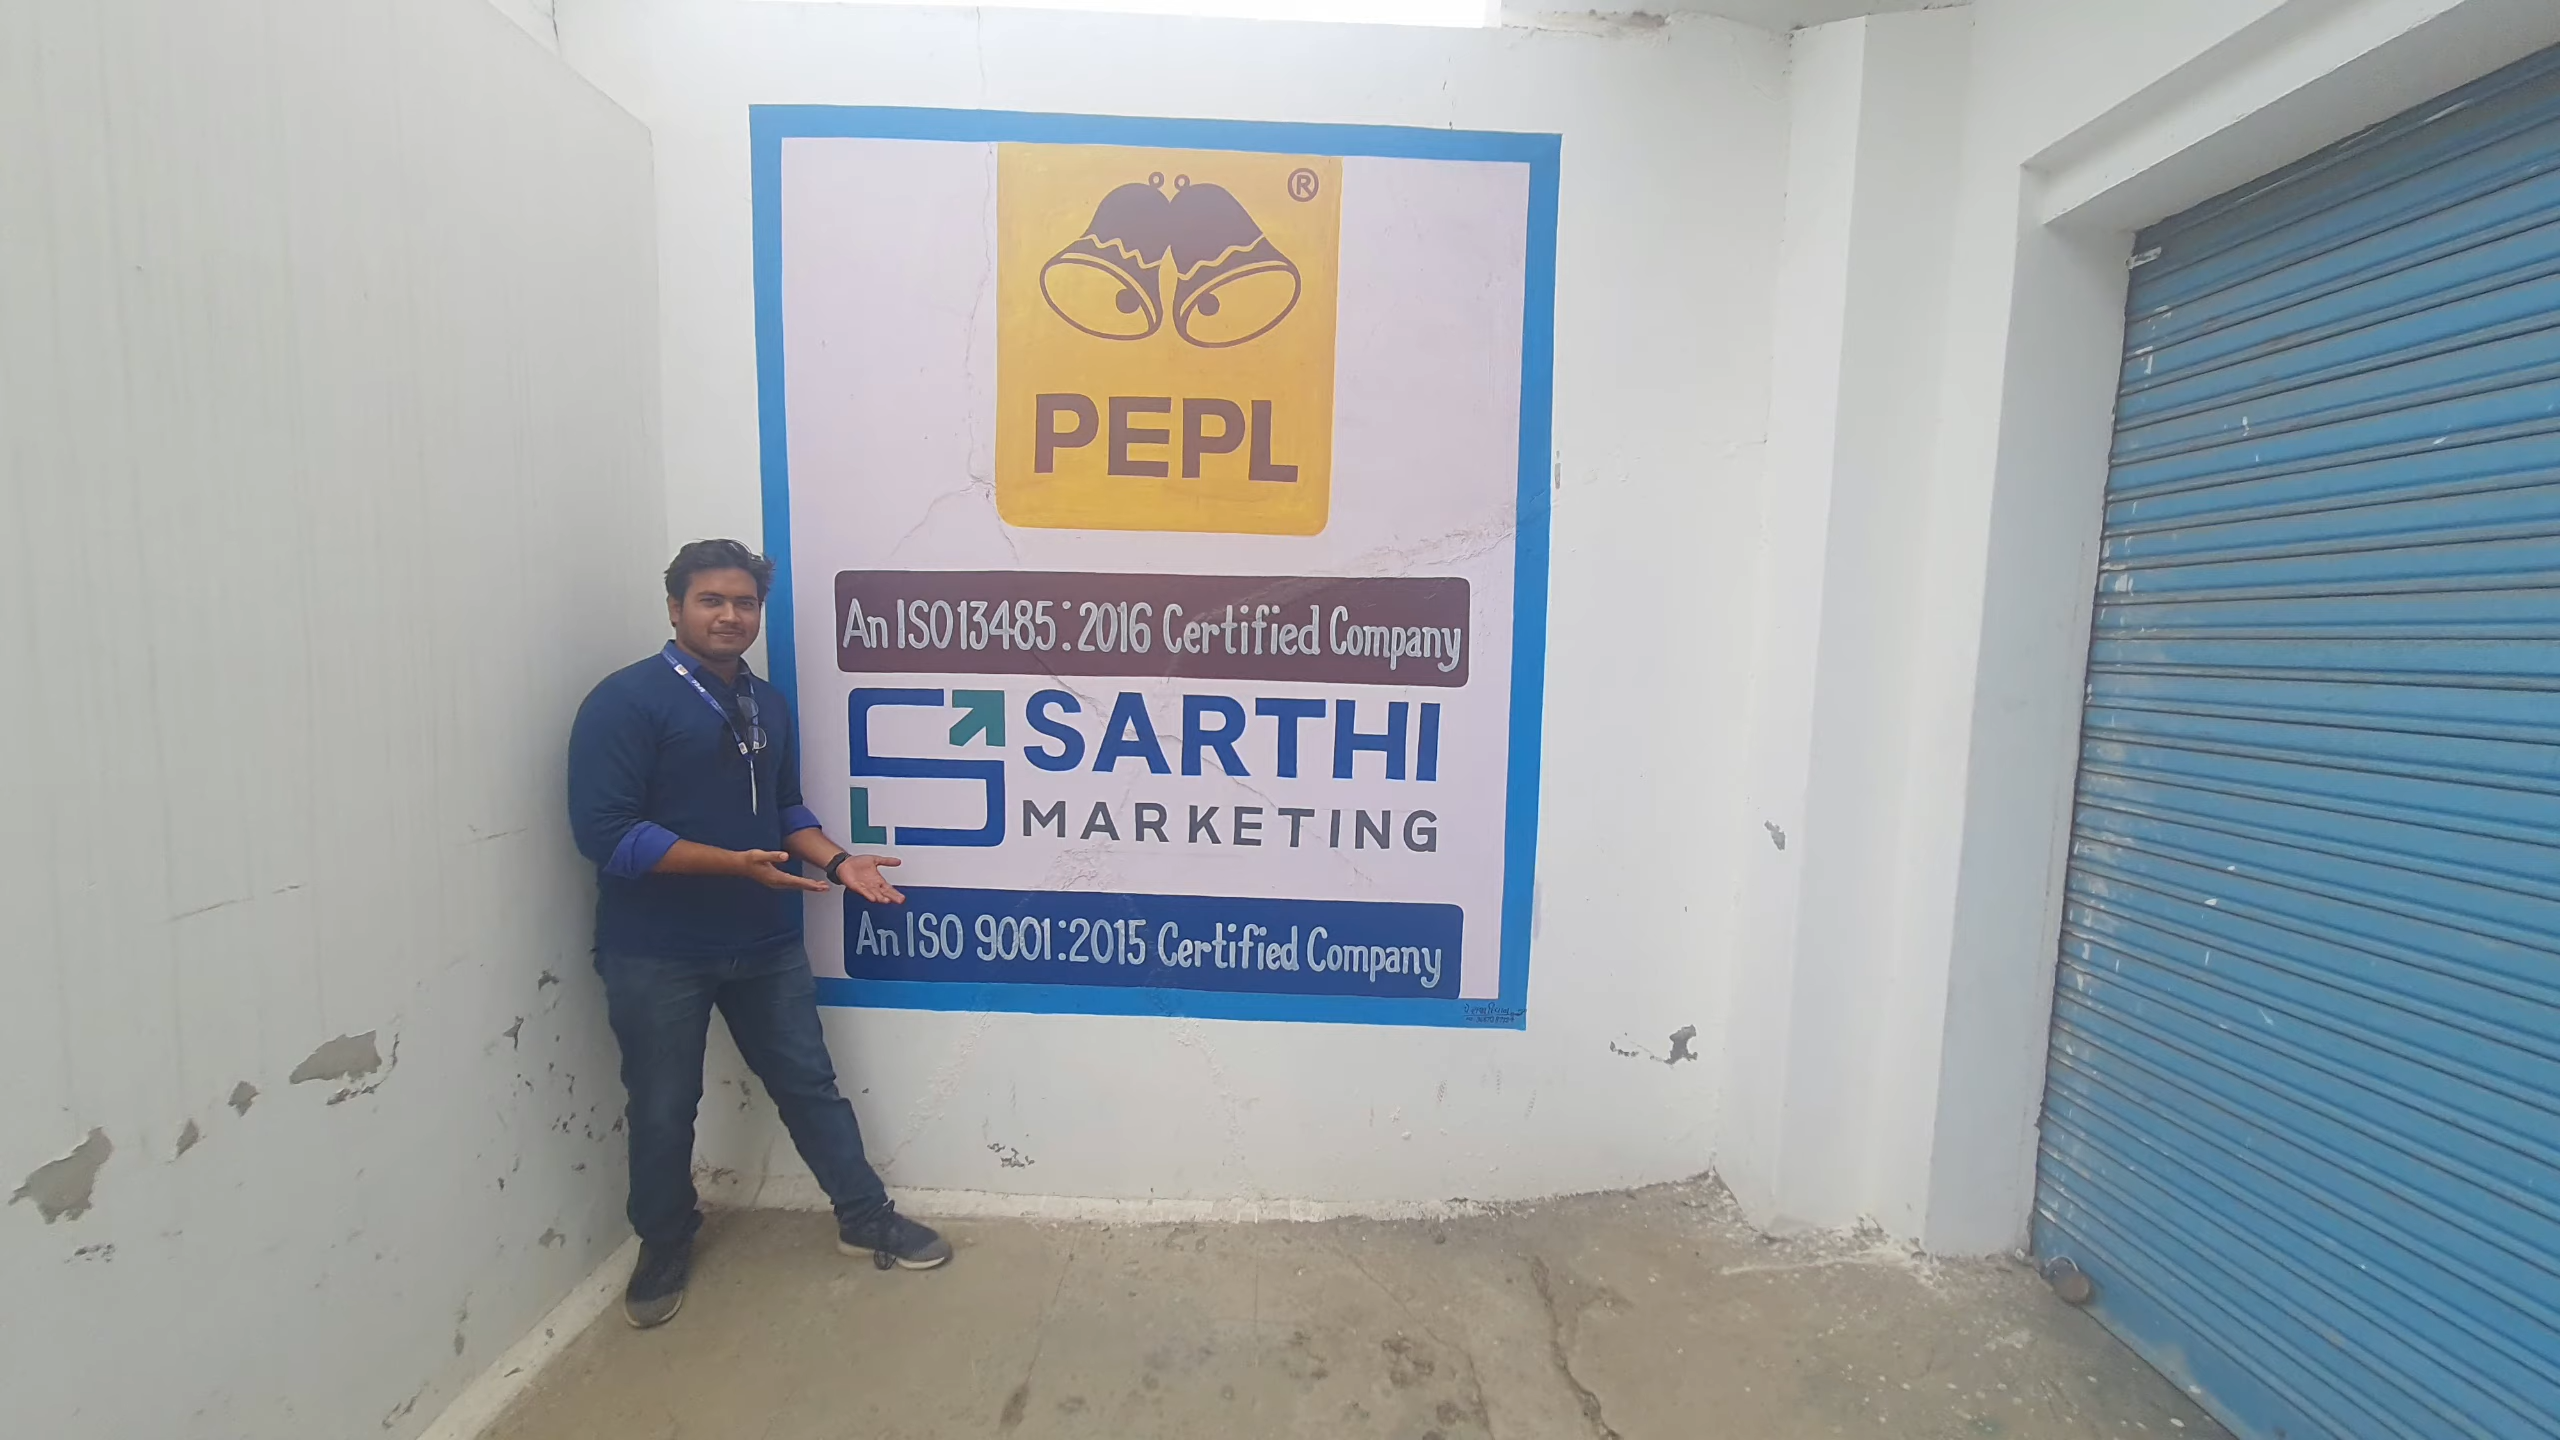 ®
PEPL
An ISO 13485:2016 Certified Company
SARTHI
MARKETING
An ISO 9001:2015 Certified Company